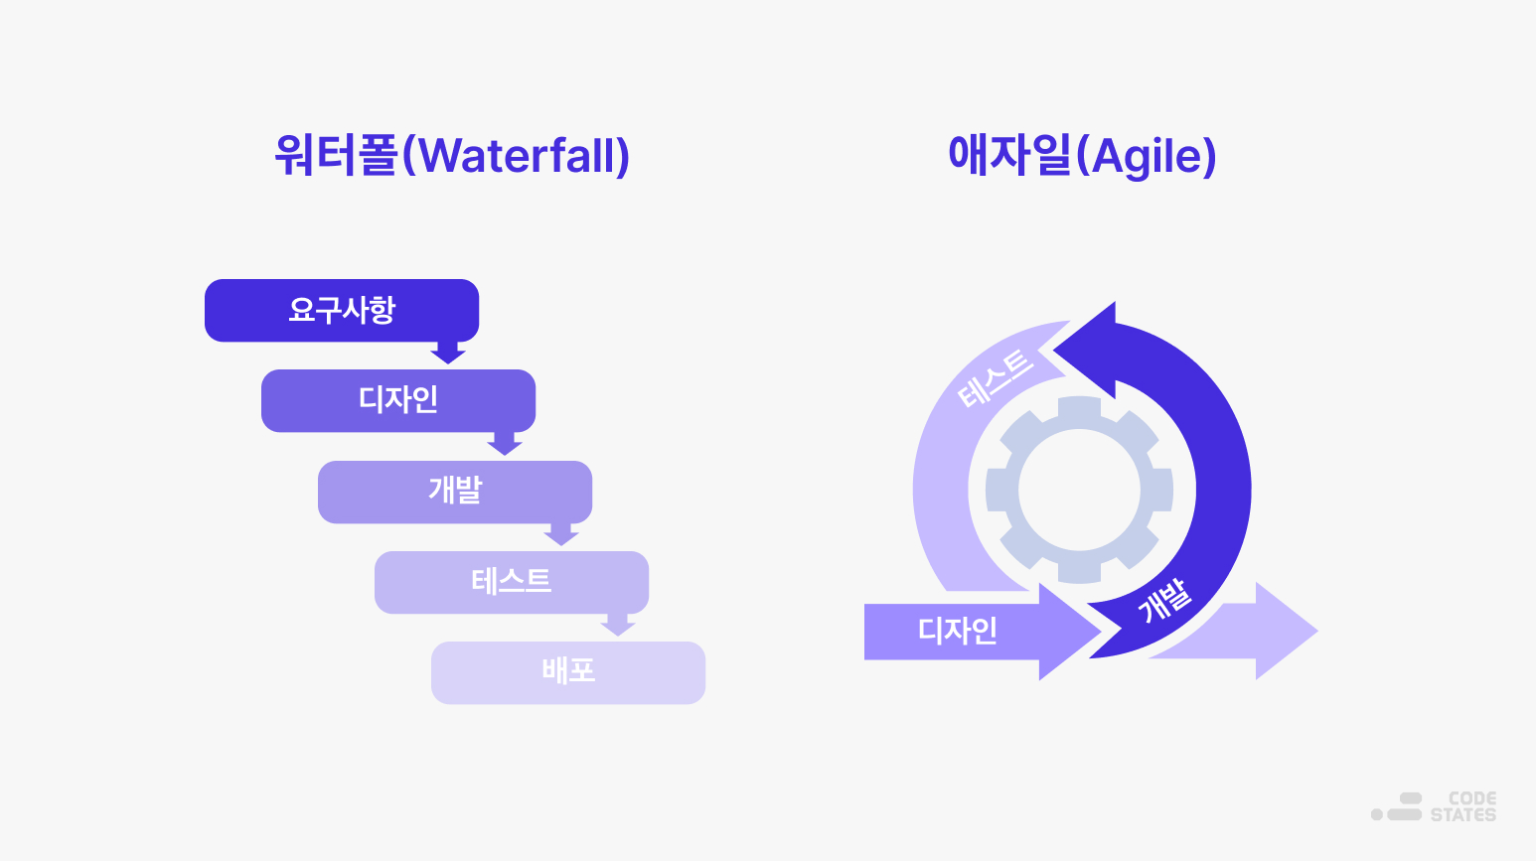 워터폴(Waterfall)
요구사항
디자인
개발
테스트
배포
애자일(Agile)
테스트
개발
디자인
CODE
STATES